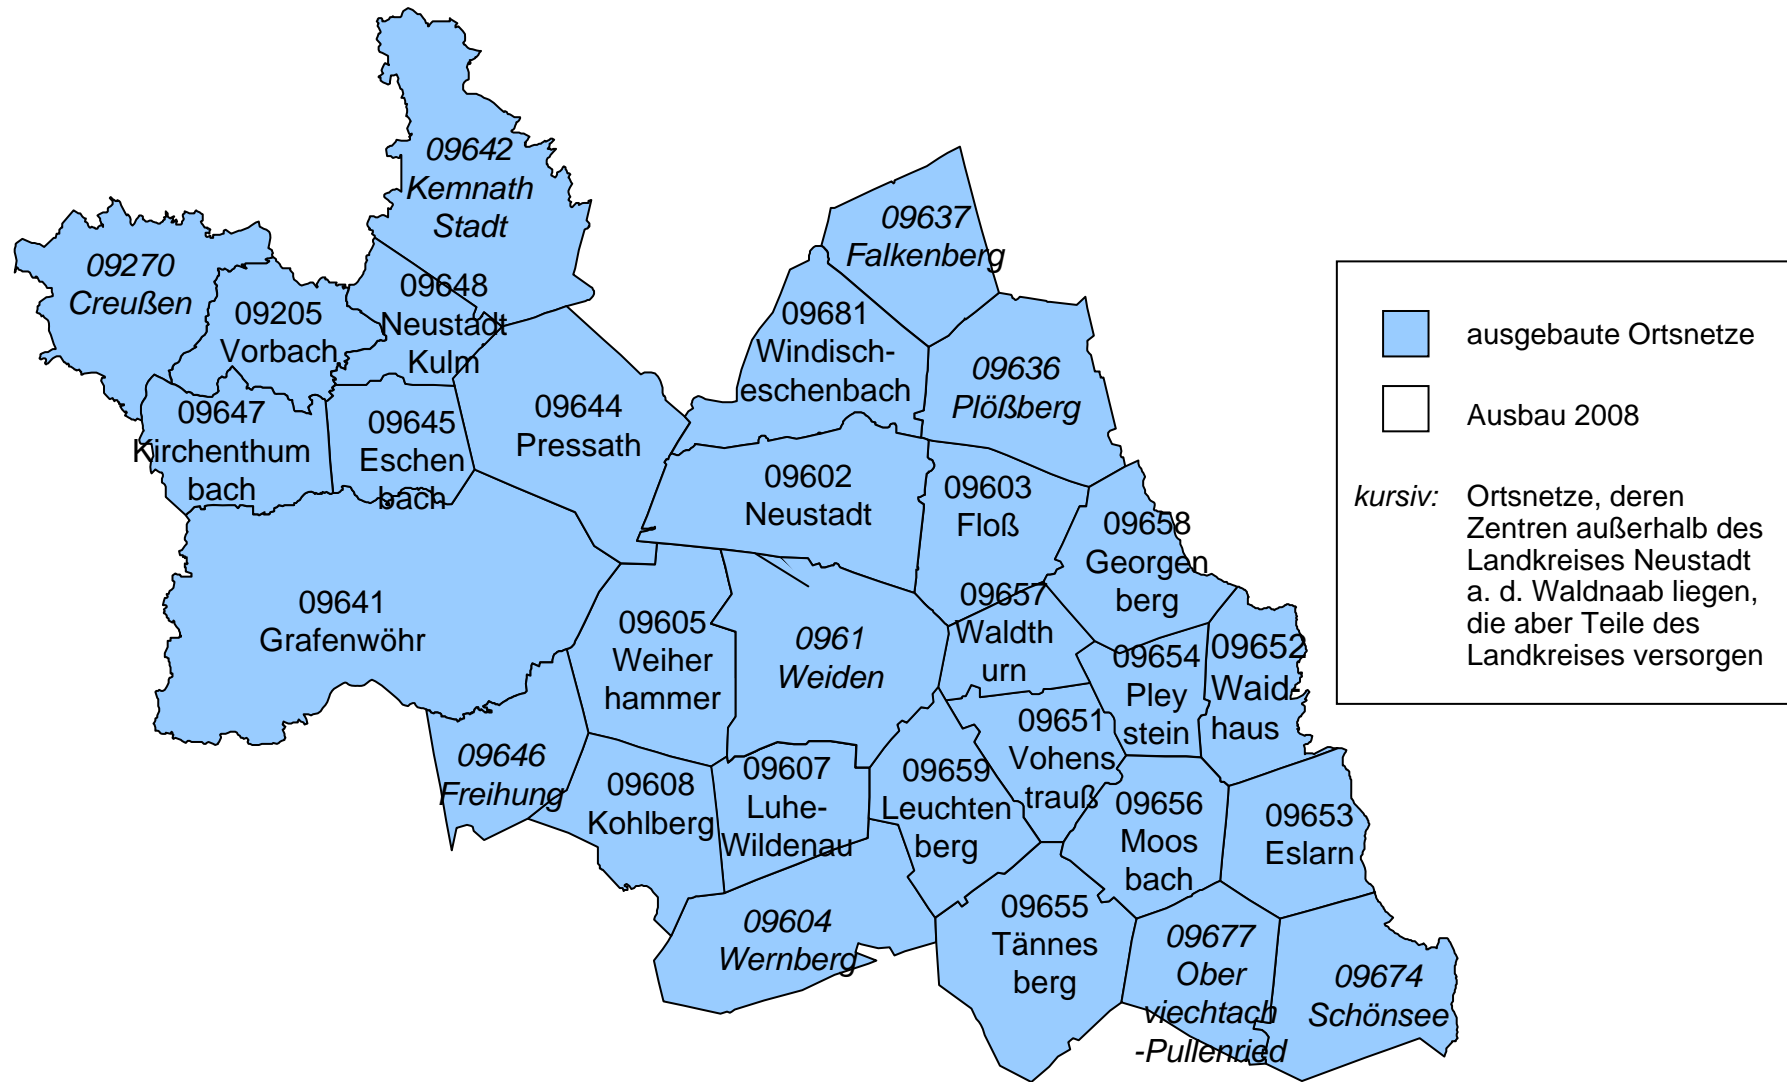 09642
Kemnath
Stadt
09637
Falkenberg
09270
Creußen
09205
Vorbach
09648
Neustadt
Kulm
09681
Windisch-
eschenbach
09636
Plößberg
09647
Kirchenthum
bach
09645
Eschen
bach
09644
Pressath
09602
Neustadt
09603
Floß
09658
Georgen
berg
09641
Grafenwöhr
09605
Weiher
hammer
0961
Weiden
09657
Waldth
urn
09654
Pley
stein
09652
Waid-
haus
09646
Freihung
09608
Kohlberg
09607
Luhe-
Wildenau
09659
Leuchten
berg
09651
Vohens
trauß
09656
Moos
bach
09653
Eslarn
09604
Wernberg
09655
Tännes
berg
09677
Ober
viechtach
-Pullenried
09674
Schönsee
ausgebaute Ortsnetze
Ausbau 2008
kursiv: Ortsnetze, deren
Zentren außerhalb des
Landkreises Neustadt
a. d. Waldnaab liegen,
die aber Teile des
Landkreises versorgen